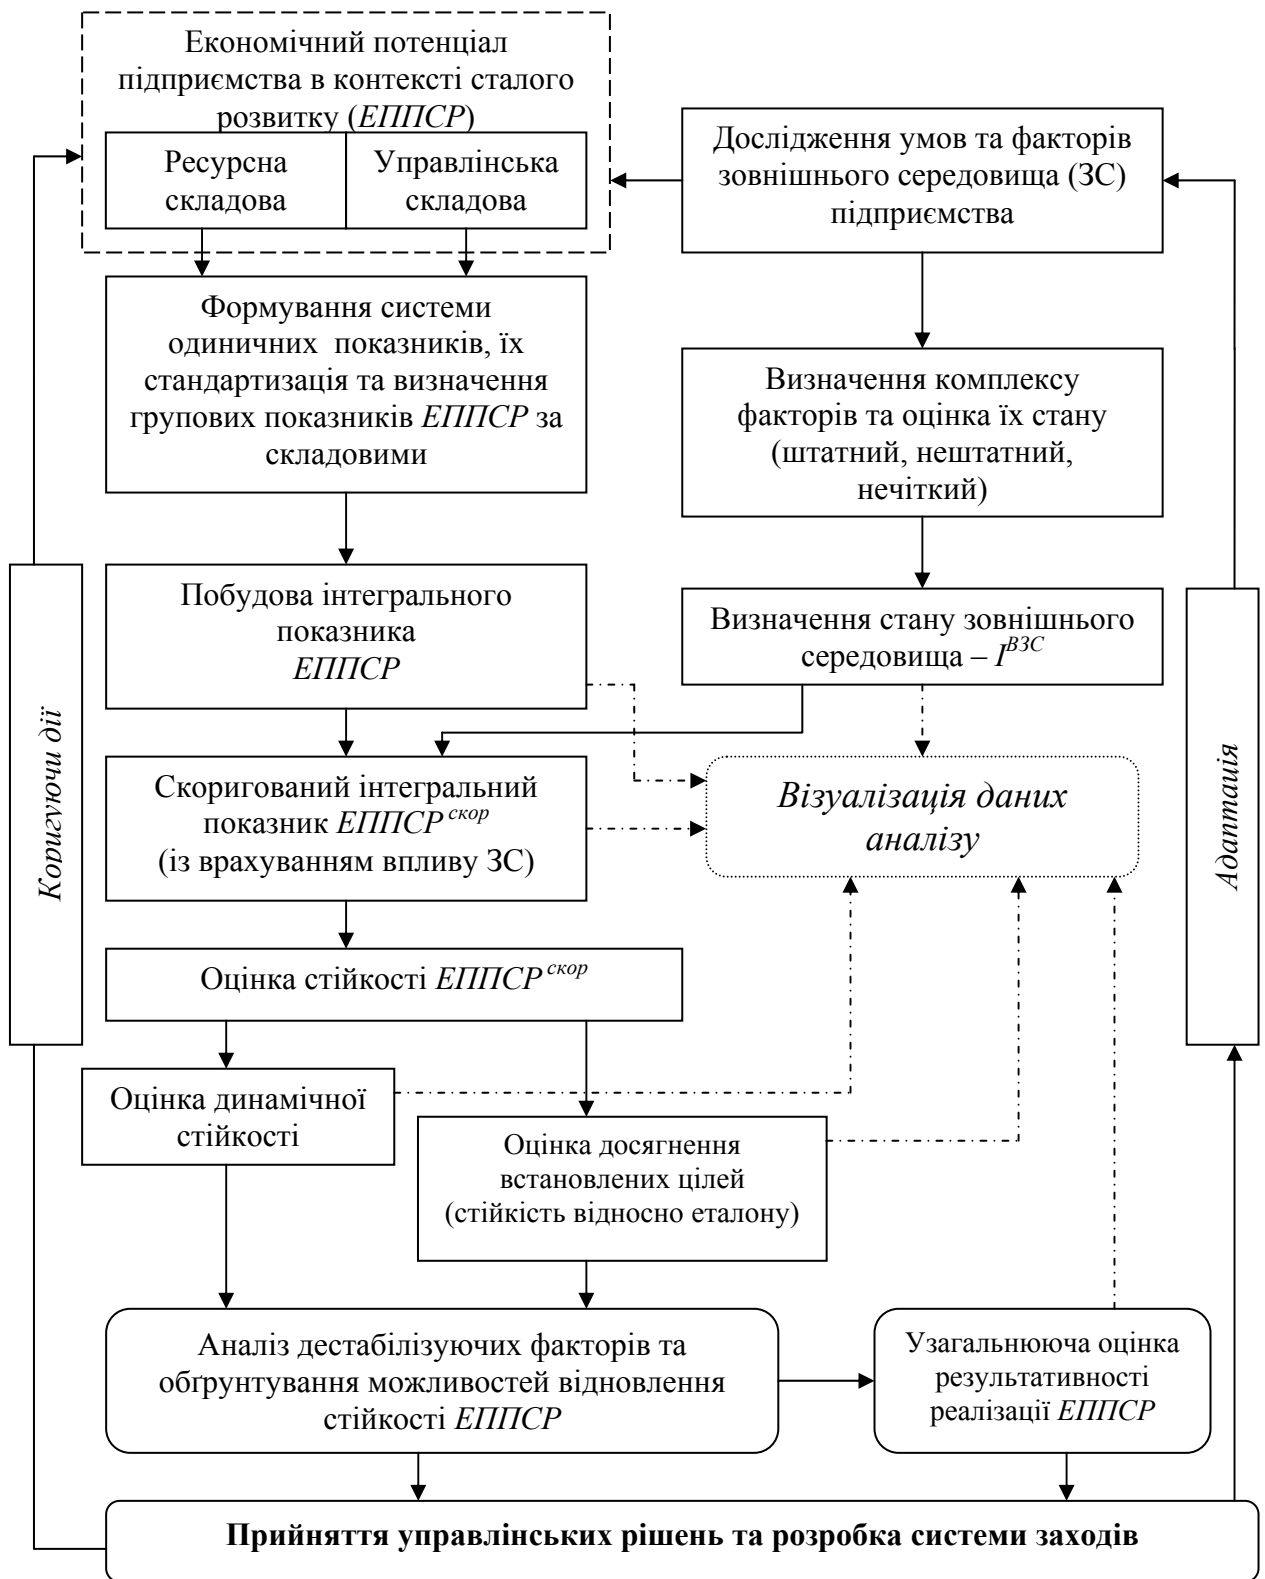 Економічний потенціал
підприємства в контексті сталого
розвитку (ЕППСР)
Ресурсна
складова
Управлінська
складова
Дослідження умов та факторів
зовнішнього середовища (ЗС)
підприємства
Формування системи
одиничних показників, їх
стандартизація та визначення
групових показників ЕППСР за
складовими
Визначення комплексу
факторів та оцінка їх стану
(штатний, нештатний,
нечіткий)
Побудова інтегрального
показника
ЕППСР
Визначення стану зовнішнього
середовища – I^ВЗС
Коригуючи дії
Адаптація
Скоригований інтегральний
показник ЕППСР^скор
(із врахуванням впливу ЗС)
Візуалізація даних
аналізу
Оцінка стійкості ЕППСР^скор
Оцінка динамічної
стійкості
Оцінка досягнення
встановлених цілей
(стійкість відносно еталону)
Аналіз дестабілізуючих факторів та
обґрунтування можливостей відновлення
стійкості ЕППСР
Узагальнююча оцінка
результативності
реалізації ЕППСР
Прийняття управлінських рішень та розробка системи заходів